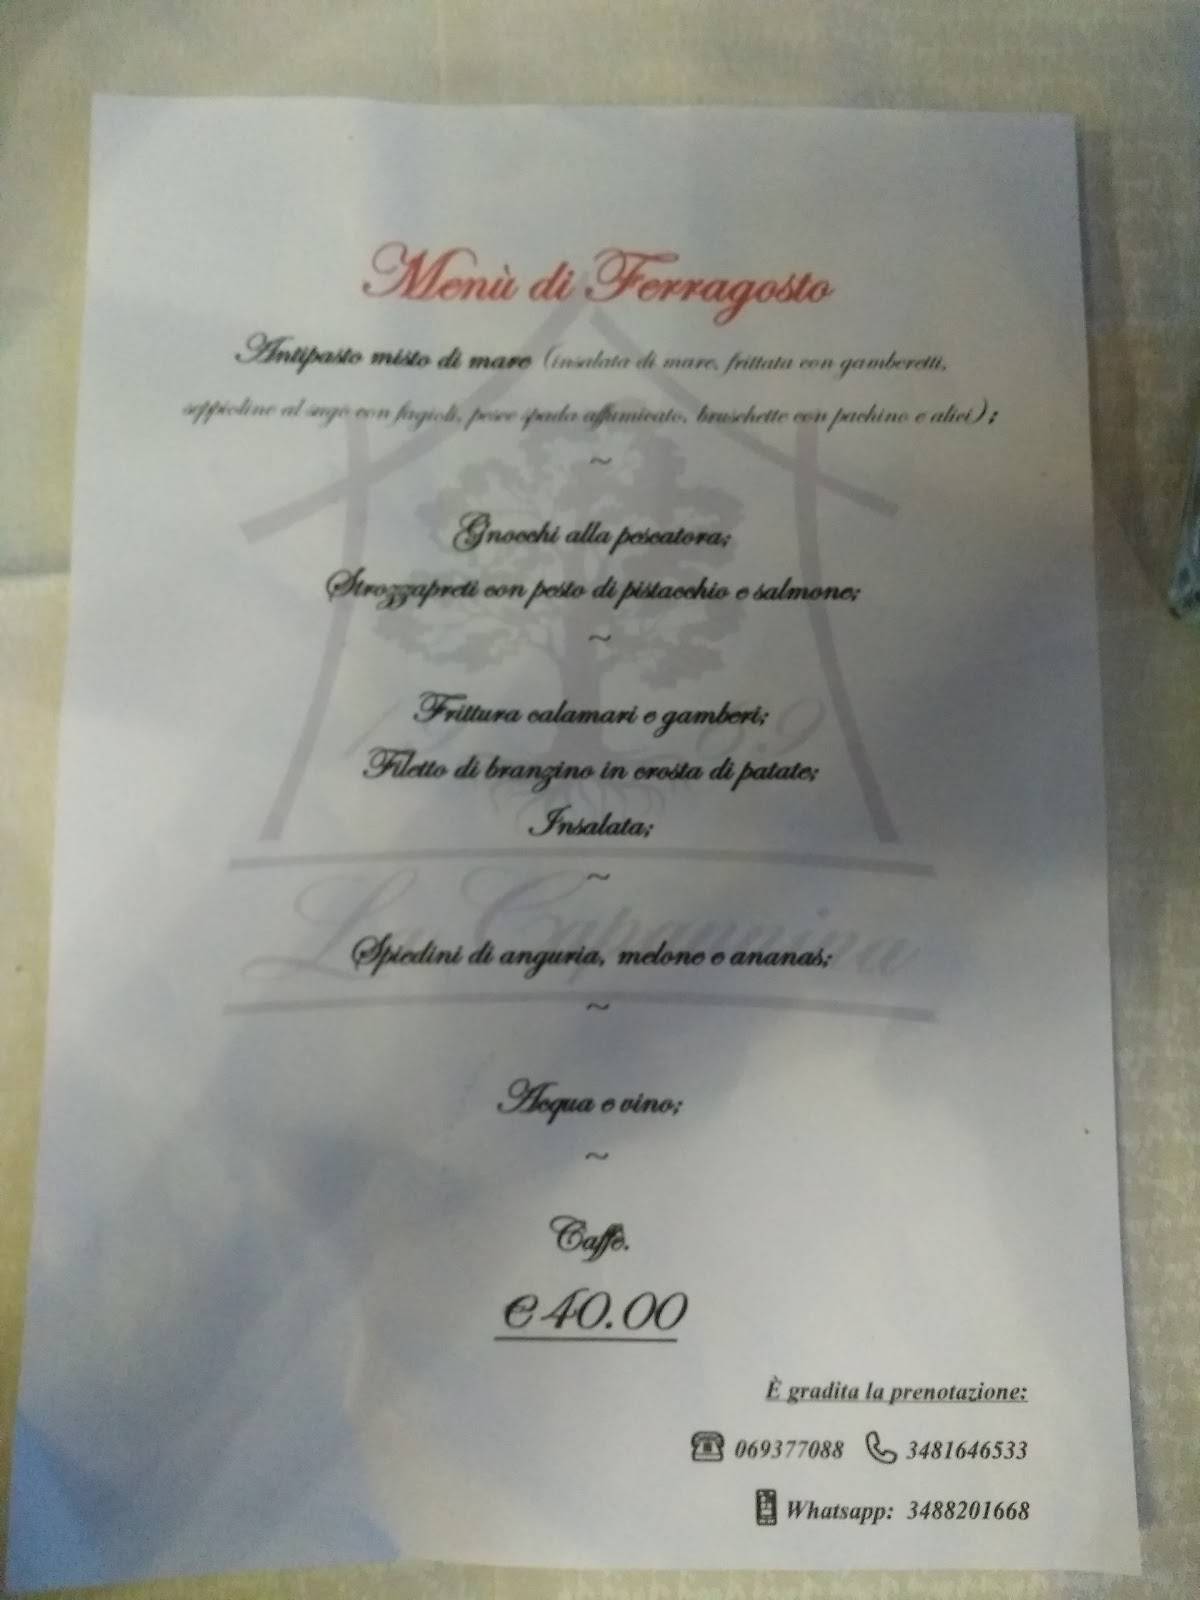 Menù di Ferragosto
Antipasto misto di mare (insalata di mare, frittata con gamberetti,
seppioline al sugo con fagioli, pesce spada affumicato, bruschette con pachino e alici);
~
Gnocchi alla pescatora;
Strozzapreti con pesto di pistacchio e salmone;
~
Frittura calamari e gamberi;
Filetto di branzino in crosta di patate;
Insalata;
~
La Capannina
Spiedini di anguria, melone e ananas;
~
Acqua e vino;
~
Caffè.
€40.00
È gradita la prenotazione:
069377088 3481646533
Whatsapp: 3488201668